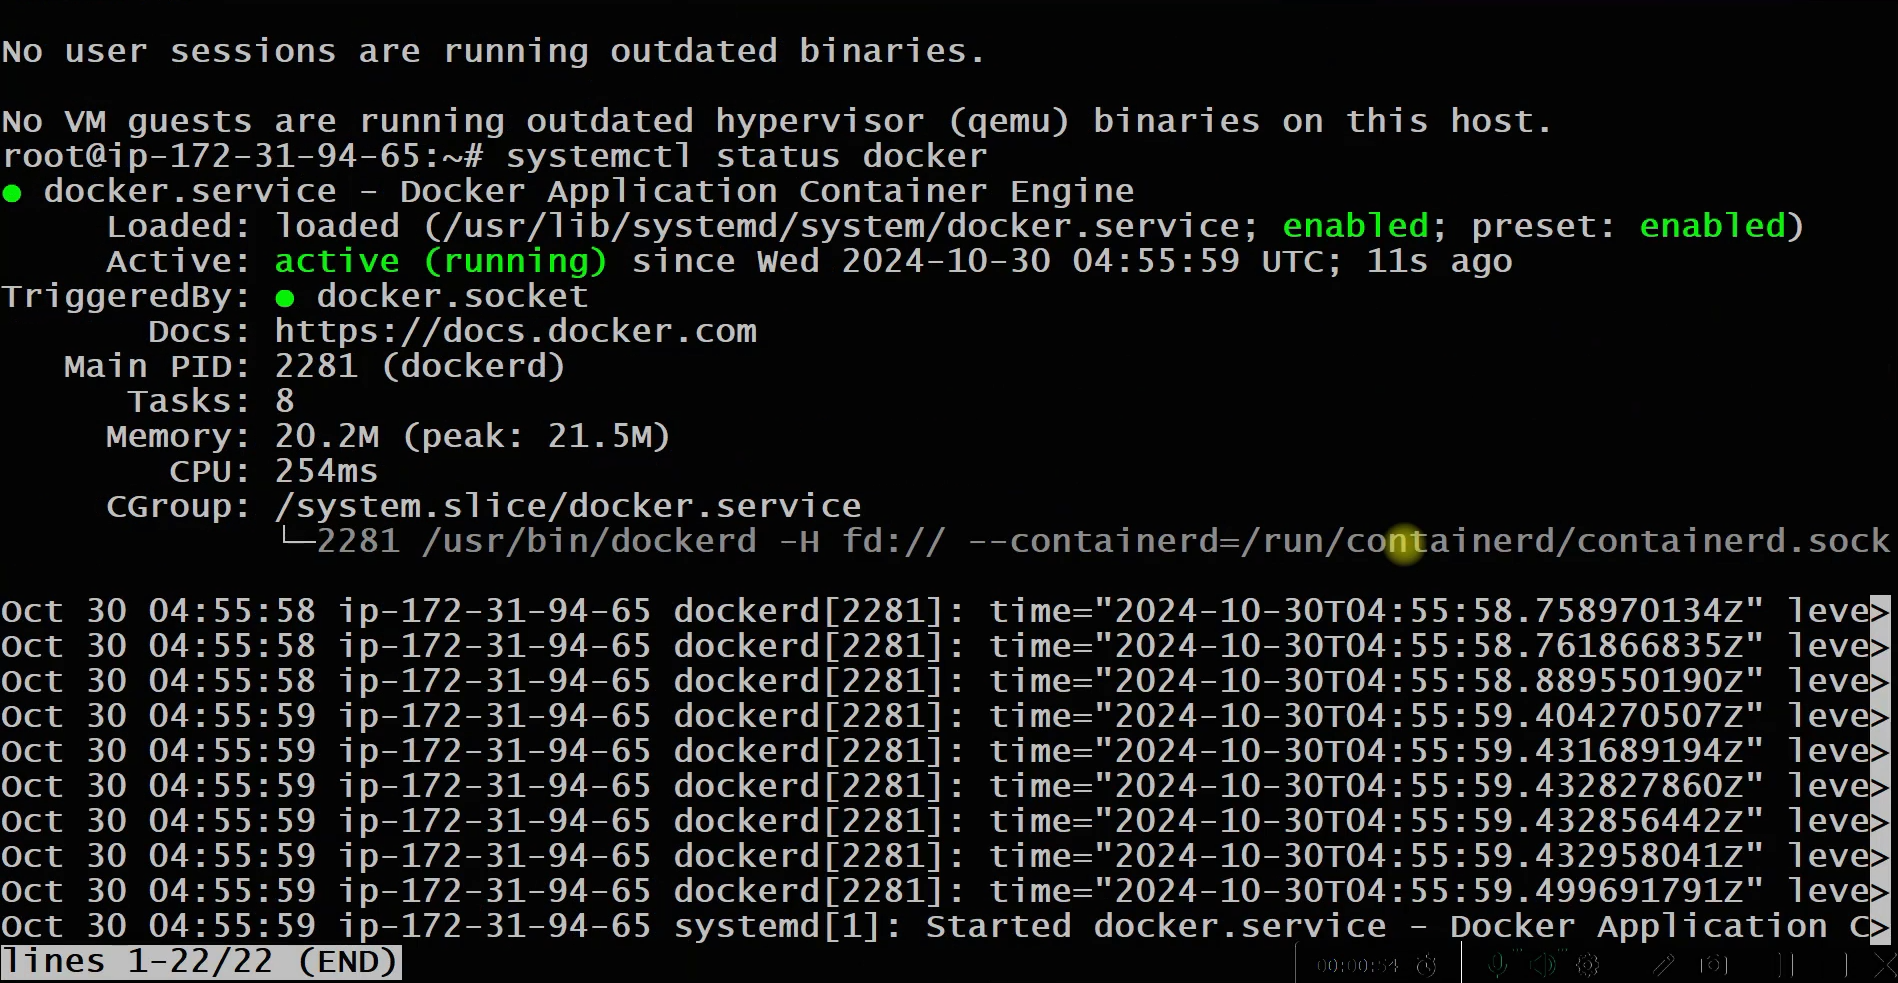 No user sessions are running outdated binaries.
No VM guests are running outdated hypervisor (qemu) binaries on this host.
root@ip-172-31-94-65:~# systemctl status docker
● docker.service - Docker Application Container Engine
Loaded: loaded (/usr/lib/systemd/system/docker.service; enabled; preset: enabled)
Active: active (running) since Wed 2024-10-30 04:55:59 UTC; 11s ago
TriggeredBy: ● docker.socket
Docs: https://docs.docker.com
Main PID: 2281 (dockerd)
Tasks: 8
Memory: 20.2M (peak: 21.5M)
CPU: 254ms
CGroup: /system.slice/docker.service
└─2281 /usr/bin/dockerd -H fd:// --containerd=/run/containerd/containerd.sock
Oct 30 04:55:58 ip-172-31-94-65 dockerd[2281]: time="2024-10-30T04:55:58.758970134Z" leve>
Oct 30 04:55:58 ip-172-31-94-65 dockerd[2281]: time="2024-10-30T04:55:58.761866835Z" leve>
Oct 30 04:55:58 ip-172-31-94-65 dockerd[2281]: time="2024-10-30T04:55:58.889550190Z" leve>
Oct 30 04:55:59 ip-172-31-94-65 dockerd[2281]: time="2024-10-30T04:55:59.404270507Z" leve>
Oct 30 04:55:59 ip-172-31-94-65 dockerd[2281]: time="2024-10-30T04:55:59.431689194Z" leve>
Oct 30 04:55:59 ip-172-31-94-65 dockerd[2281]: time="2024-10-30T04:55:59.432827860Z" leve>
Oct 30 04:55:59 ip-172-31-94-65 dockerd[2281]: time="2024-10-30T04:55:59.432856442Z" leve>
Oct 30 04:55:59 ip-172-31-94-65 dockerd[2281]: time="2024-10-30T04:55:59.432958041Z" leve>
Oct 30 04:55:59 ip-172-31-94-65 dockerd[2281]: time="2024-10-30T04:55:59.499691791Z" leve>
Oct 30 04:55:59 ip-172-31-94-65 systemd[1]: Started docker.service - Docker Application C>
lines 1-22/22 (END)
00:00:54